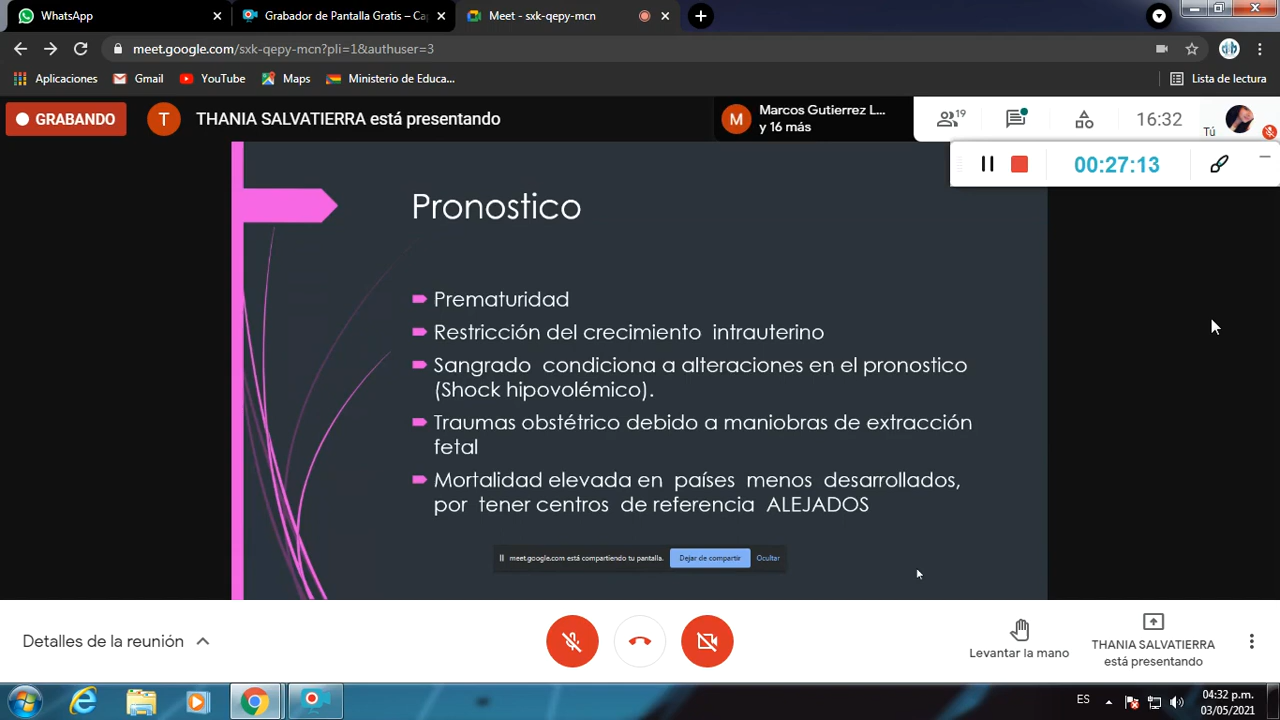 WhatsApp
Grabador de Pantalla Gratis – Ca
Meet - sxk-qepy-mcn
meet.google.com/sxk-qepy-mcn?pli=1&authuser=3
Aplicaciones
Gmail
YouTube
Maps
Ministerio de Educa...
Lista de lectura
GRABANDO
T
THANIA SALVATIERRA está presentando
M
Marcos Gutierrez L...
y 16 más
19
16:32
Tú
00:27:13
Pronostico
Prematuridad
Restricción del crecimiento intrauterino
Sangrado condiciona a alteraciones en el pronostico
(Shock hipovolémico).
Traumas obstétrico debido a maniobras de extracción
fetal
Mortalidad elevada en países menos desarrollados,
por tener centros de referencia ALEJADOS
meet.google.com está compartiendo tu pantalla.
Dejar de compartir
Ocultar
Detalles de la reunión
Levantar la mano
THANIA SALVATIERRA
está presentando
ES
04:32 p.m.
03/05/2021